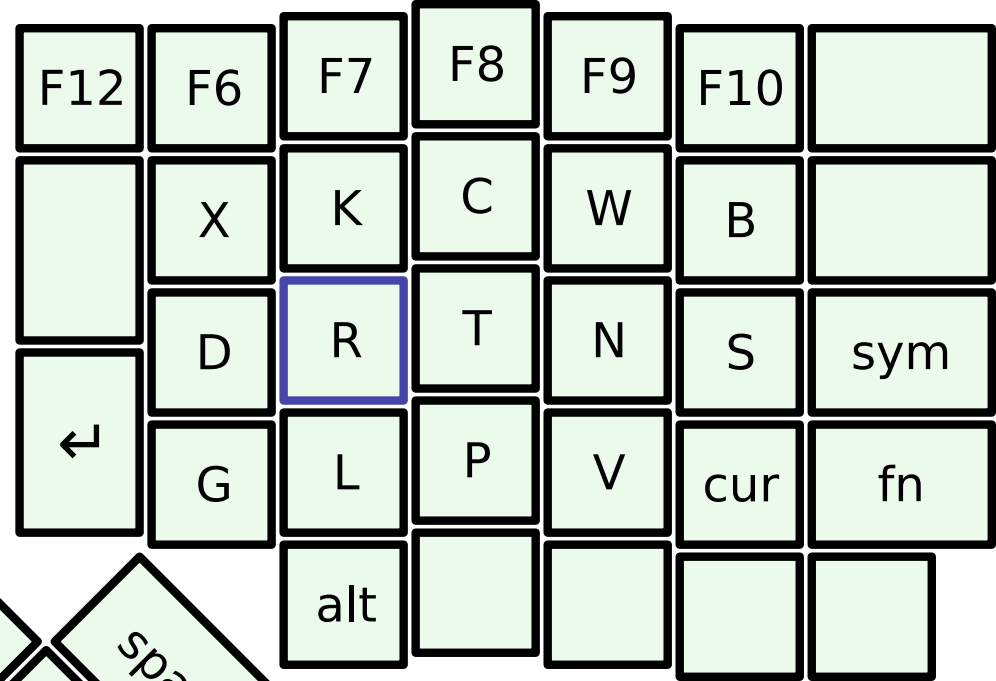 F12 F6 F7 F8 F9 F10
X K C W B
D R T N S sym
↵ G L P V cur fn
alt